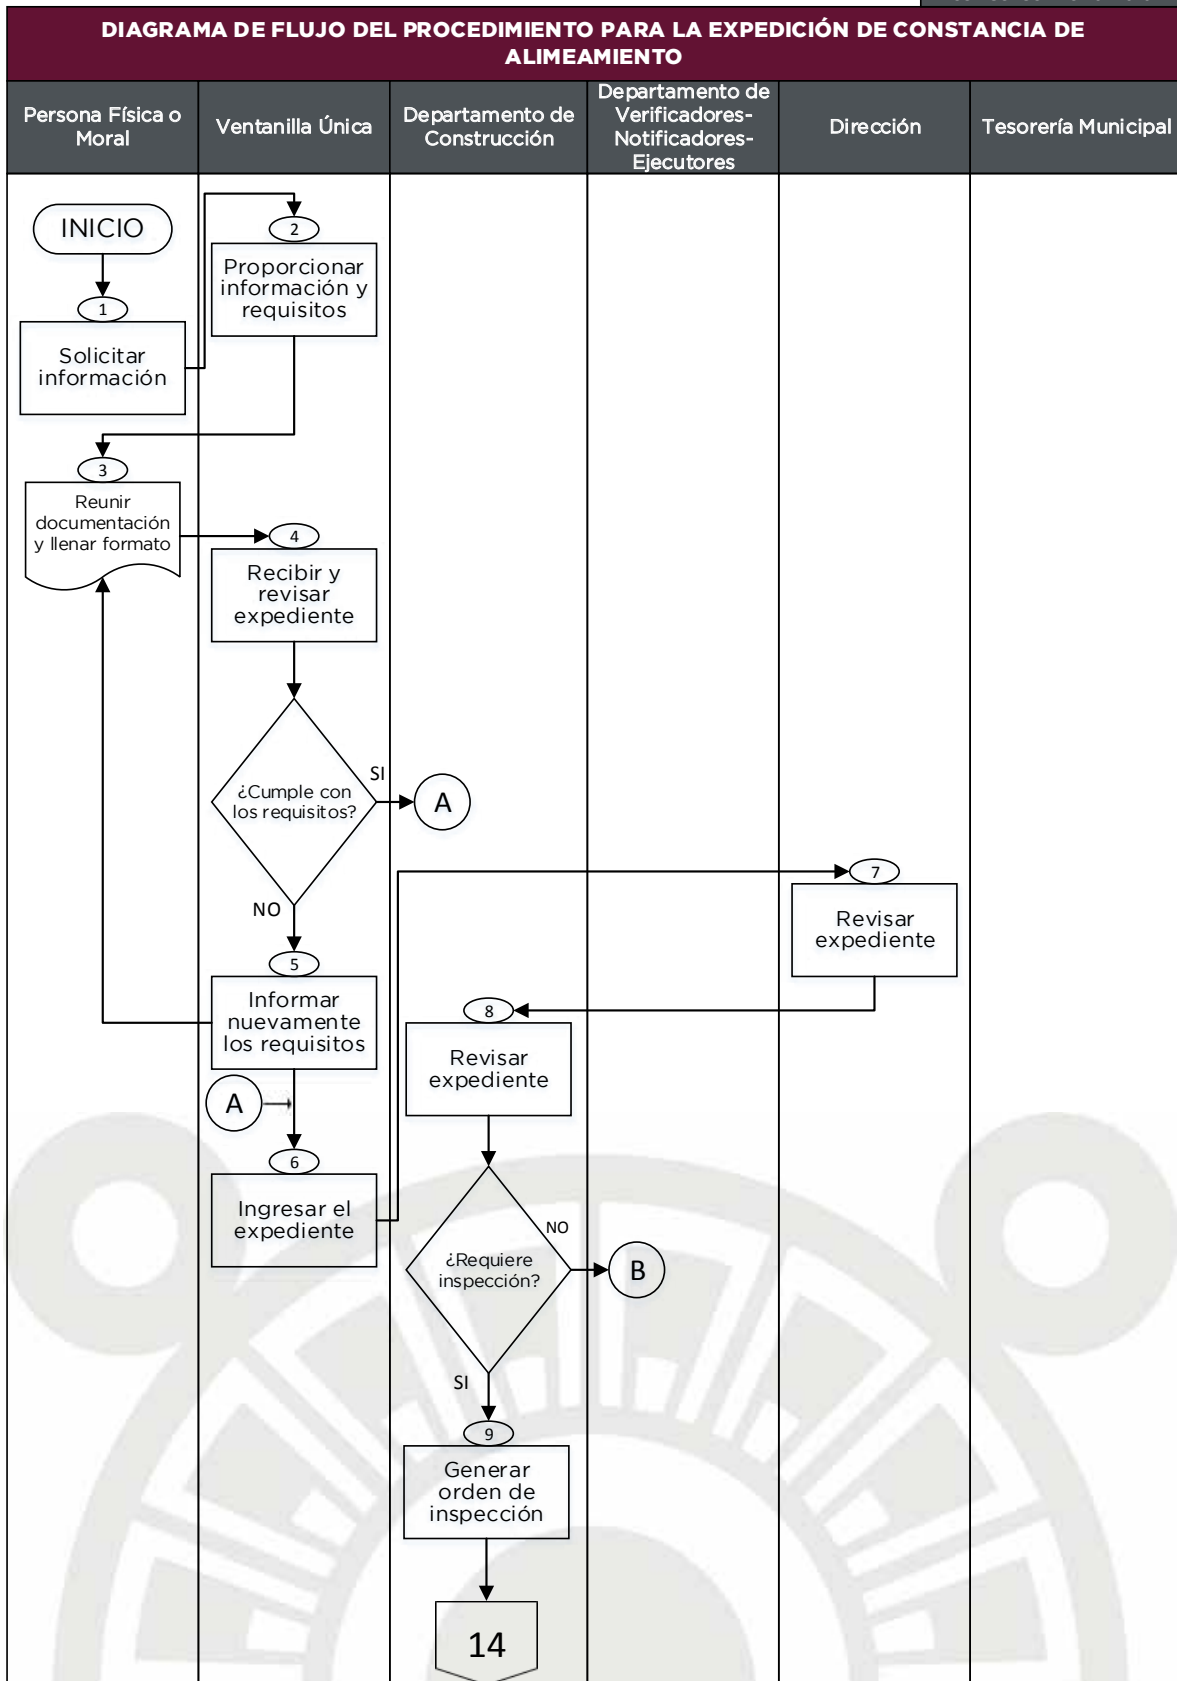 DIAGRAMA DE FLUJO DEL PROCEDIMIENTO PARA LA EXPEDICIÓN DE CONSTANCIA DE
ALIMEAMIENTO
Persona Física o
Moral
Ventanilla Única
Departamento de
Construcción
Departamento de
Verificadores-
Notificadores-
Ejecutores
Dirección
Tesorería Municipal
INICIO
1
Solicitar
información
2
Proporcionar
información y
requisitos
3
Reunir
documentación
y llenar formato
4
Recibir y
revisar
expediente
¿Cumple con
los requisitos?
SI
A
NO
5
Informar
nuevamente
los requisitos
A
6
Ingresar el
expediente
7
Revisar
expediente
8
Revisar
expediente
¿Requiere
inspección?
NO
B
SI
9
Generar
orden de
inspección
14